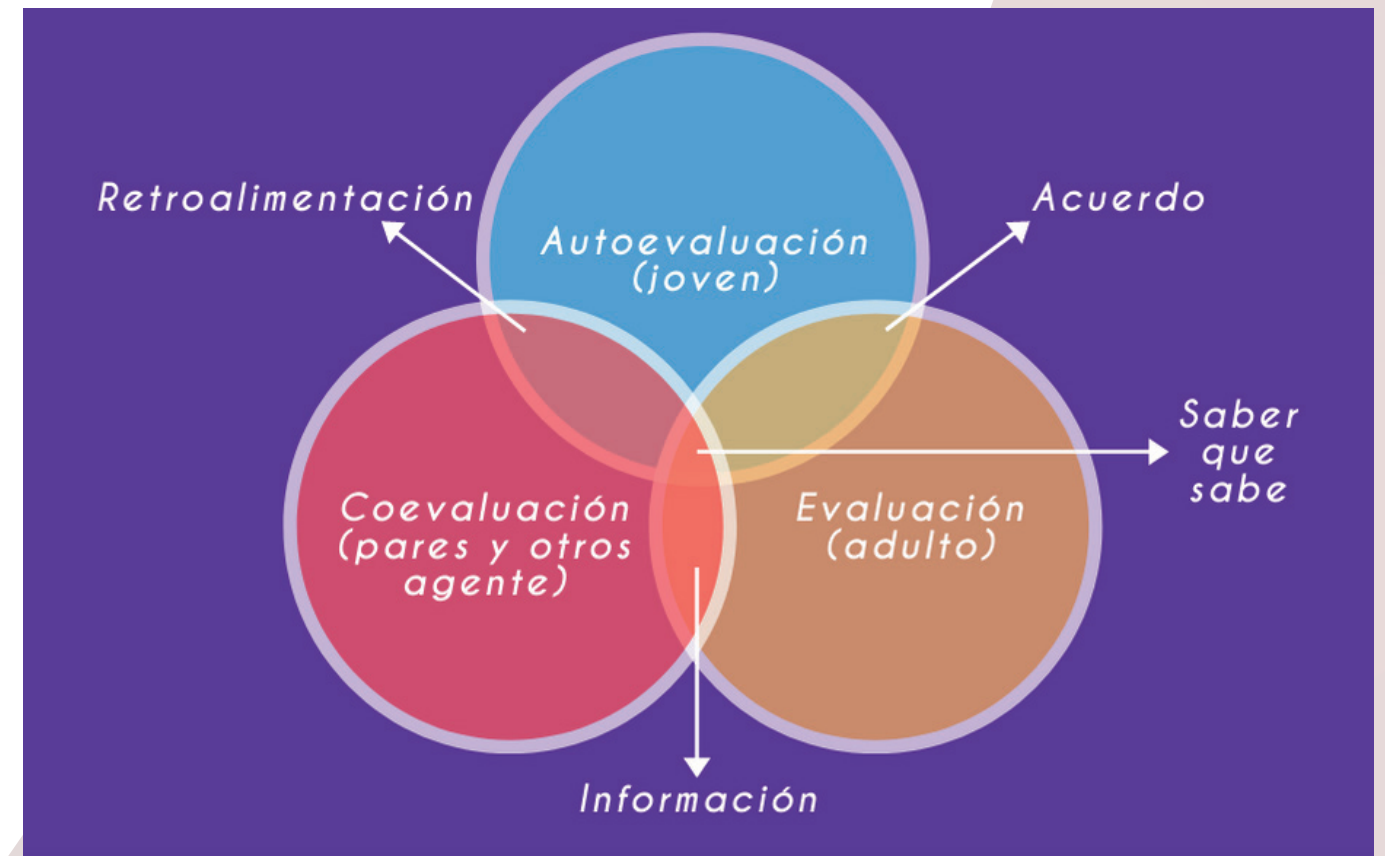 Retroalimentación
Acuerdo
Autoevaluación
(joven)
Saber
que
sabe
Coevaluación
(pares y otros
agente)
Evaluación
(adulto)
Información